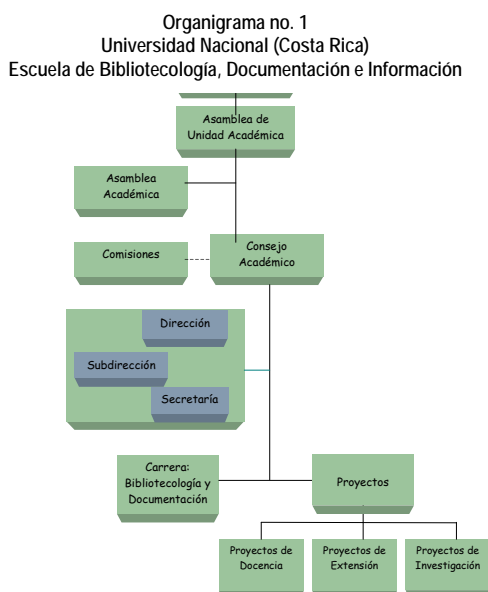 Organigrama no. 1
Universidad Nacional (Costa Rica)
Escuela de Bibliotecología, Documentación e Información
Asamblea de
Unidad Académica
Asamblea
Académica
Comisiones
Consejo
Académico
Dirección
Subdirección
Secretaría
Carrera:
Bibliotecología y
Documentación
Proyectos
Proyectos de
Docencia
Proyectos de
Extensión
Proyectos de
Investigación